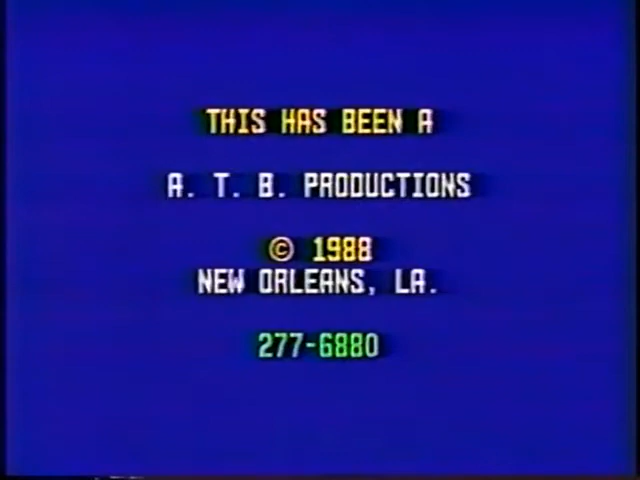 THIS HAS BEEN A
A. T. B. PRODUCTIONS
© 1988
NEW ORLEANS, LA.
277-6880